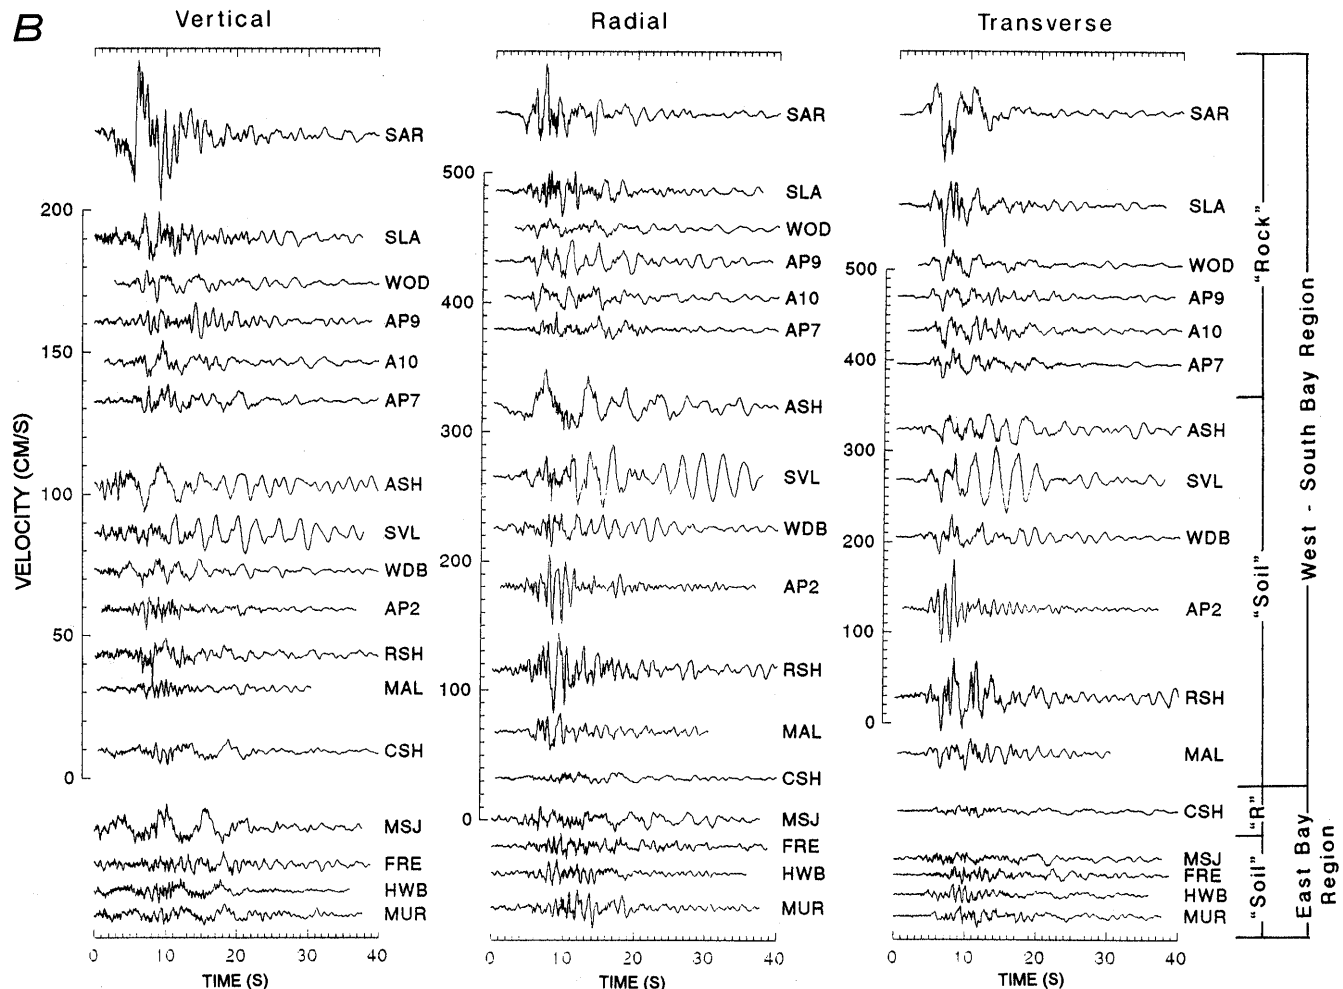 B
Vertical
Radial
Transverse
SAR
SLA
WOD
AP9
A10
AP7
ASH
SVL
WDB
AP2
RSH
MAL
CSH
MSJ
FRE
HWB
MUR
200
150
100
50
0
VELOCITY (CM/S)
0 10 20 30 40
TIME (S)
SAR
SLA
WOD
AP9
A10
AP7
ASH
SVL
WDB
AP2
RSH
MAL
CSH
MSJ
FRE
HWB
MUR
500
400
300
200
100
0
0 10 20 30 40
TIME (S)
SAR
SLA
WOD
AP9
A10
AP7
ASH
SVL
WDB
AP2
RSH
MAL
CSH
MSJ
FRE
HWB
MUR
500
400
300
200
100
0
0 10 20 30 40
TIME (S)
"Rock"
"Soil"
"R"
"Soil"
West - South Bay Region
East Bay
Region